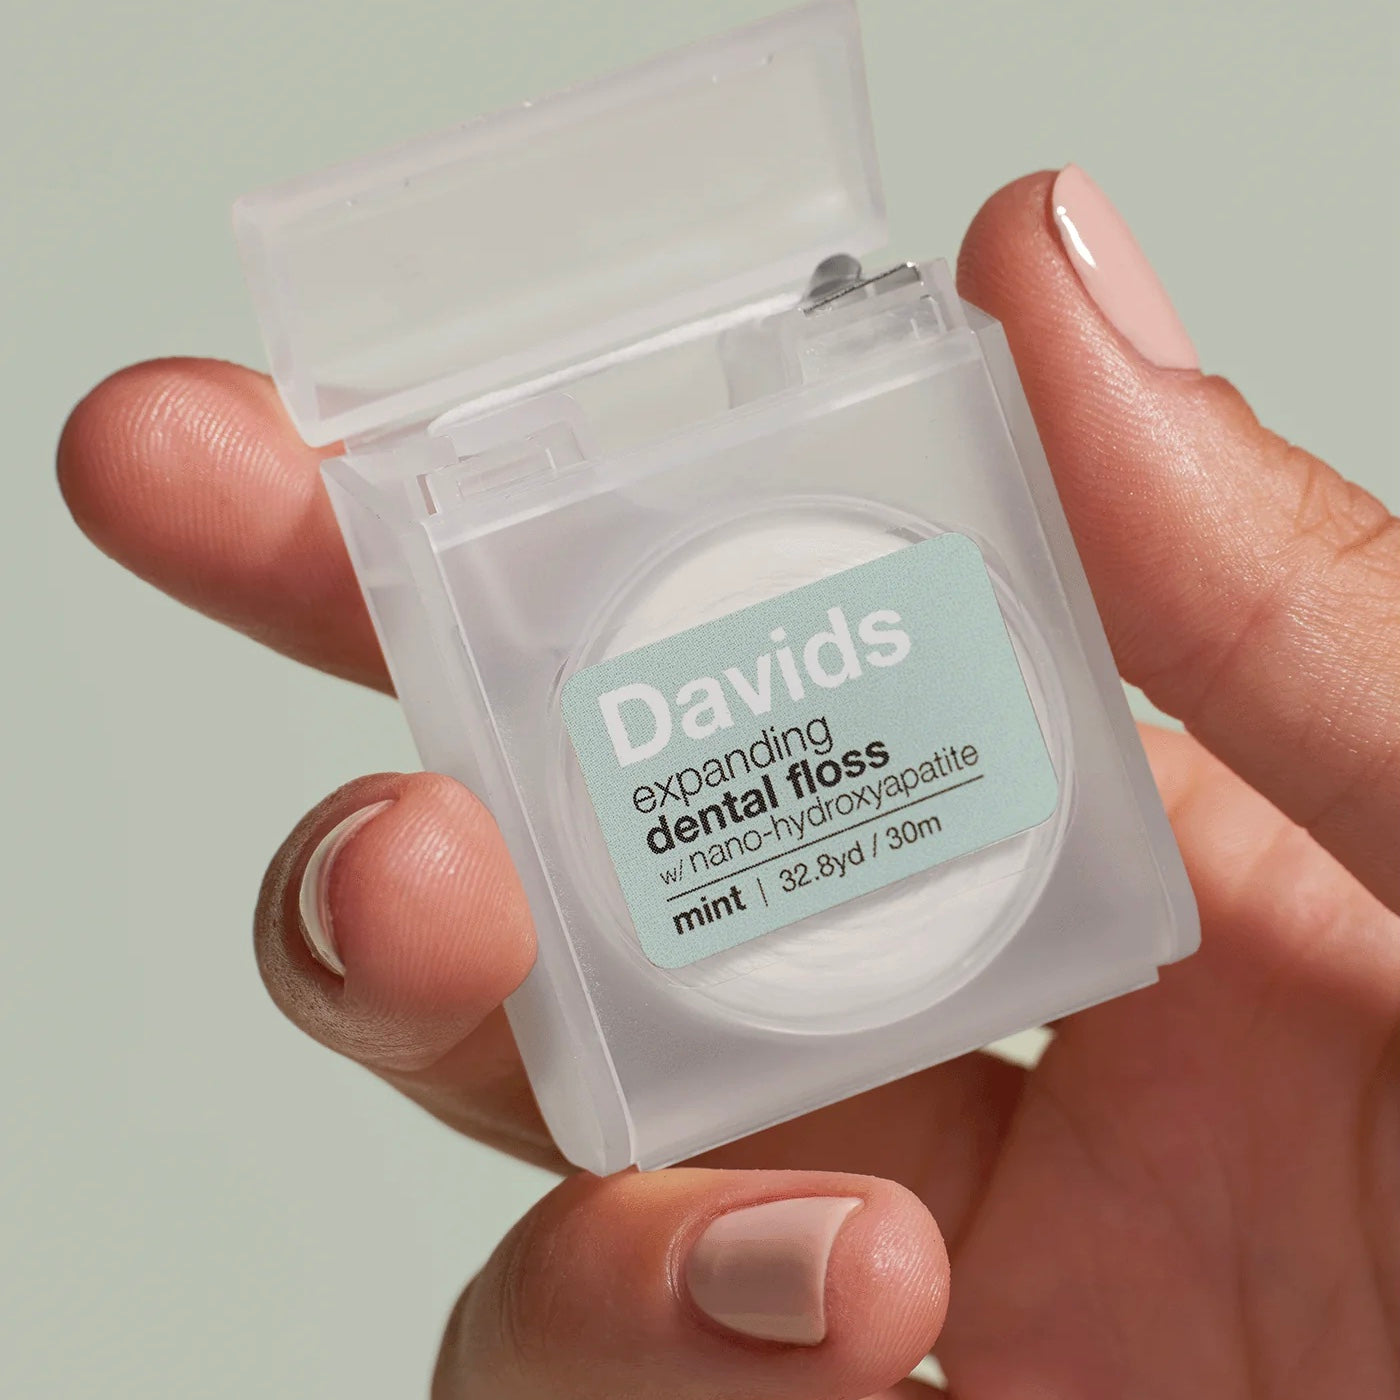 Davids
expanding
dental floss
w/ nano-hydroxyapatite
mint | 32.8yd / 30m